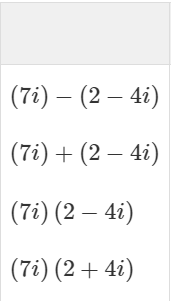 (7i) − (2 − 4i)
(7i) + (2 − 4i)
(7i) (2 − 4i)
(7i) (2 + 4i)